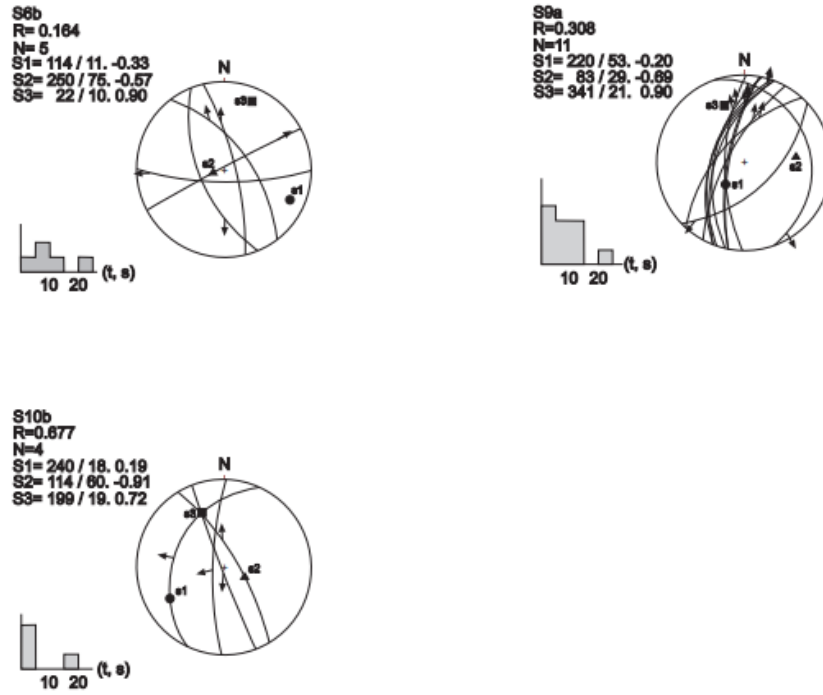 S6b
R= 0.164
N= 5
S1= 114 / 11. -0.33
S2= 250 / 75. -0.57
S3= 22 / 10. 0.90
N
s3
s2
s1
(t, s)
10 20
S9a
R=0.308
N=11
S1= 220 / 53. -0.20
S2= 83 / 29. -0.69
S3= 341 / 21. 0.90
N
s3
s2
s1
(t, s)
10 20
S10b
R=0.677
N=4
S1= 240 / 18. 0.19
S2= 114 / 60. -0.91
S3= 199 / 19. 0.72
N
s3
s2
s1
(t, s)
10 20